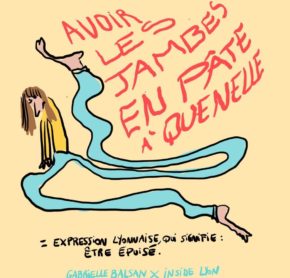 AVOIR
LES
JAMBES
EN PÂTE
À QUENELLE
= EXPRESSION LYONNAISE, QUI SIGNIFIE :
ÊTRE ÉPUISÉ.
GABRIELLE BALSAN X INSIDE LYON